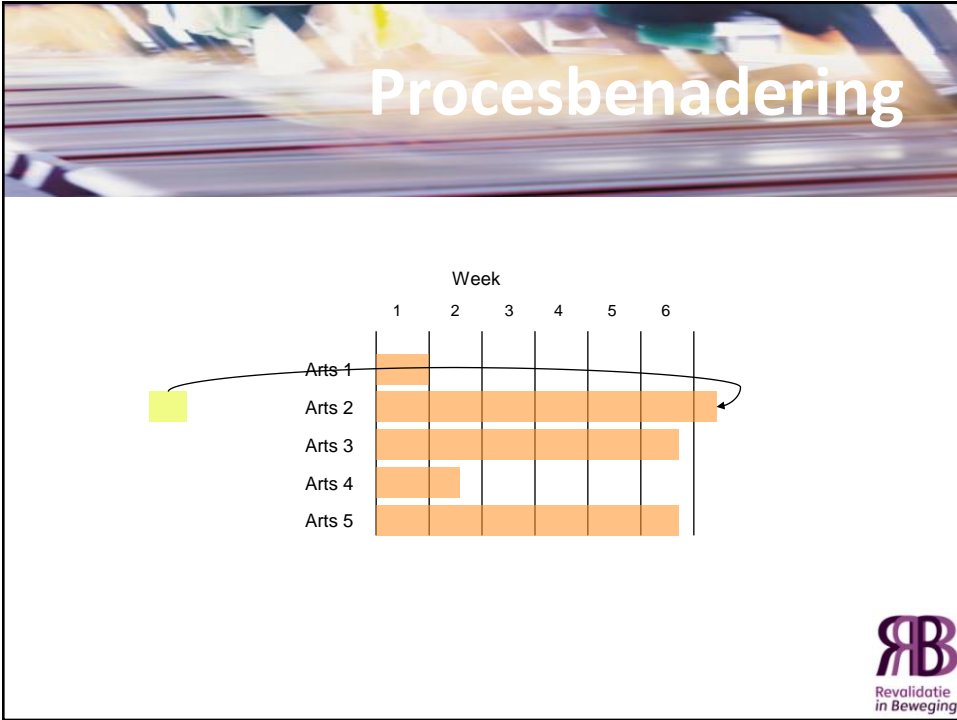 Procesbenadering
Week
1 2 3 4 5 6
Arts 1
Arts 2
Arts 3
Arts 4
Arts 5
RRB
Revalidatie
in Beweging